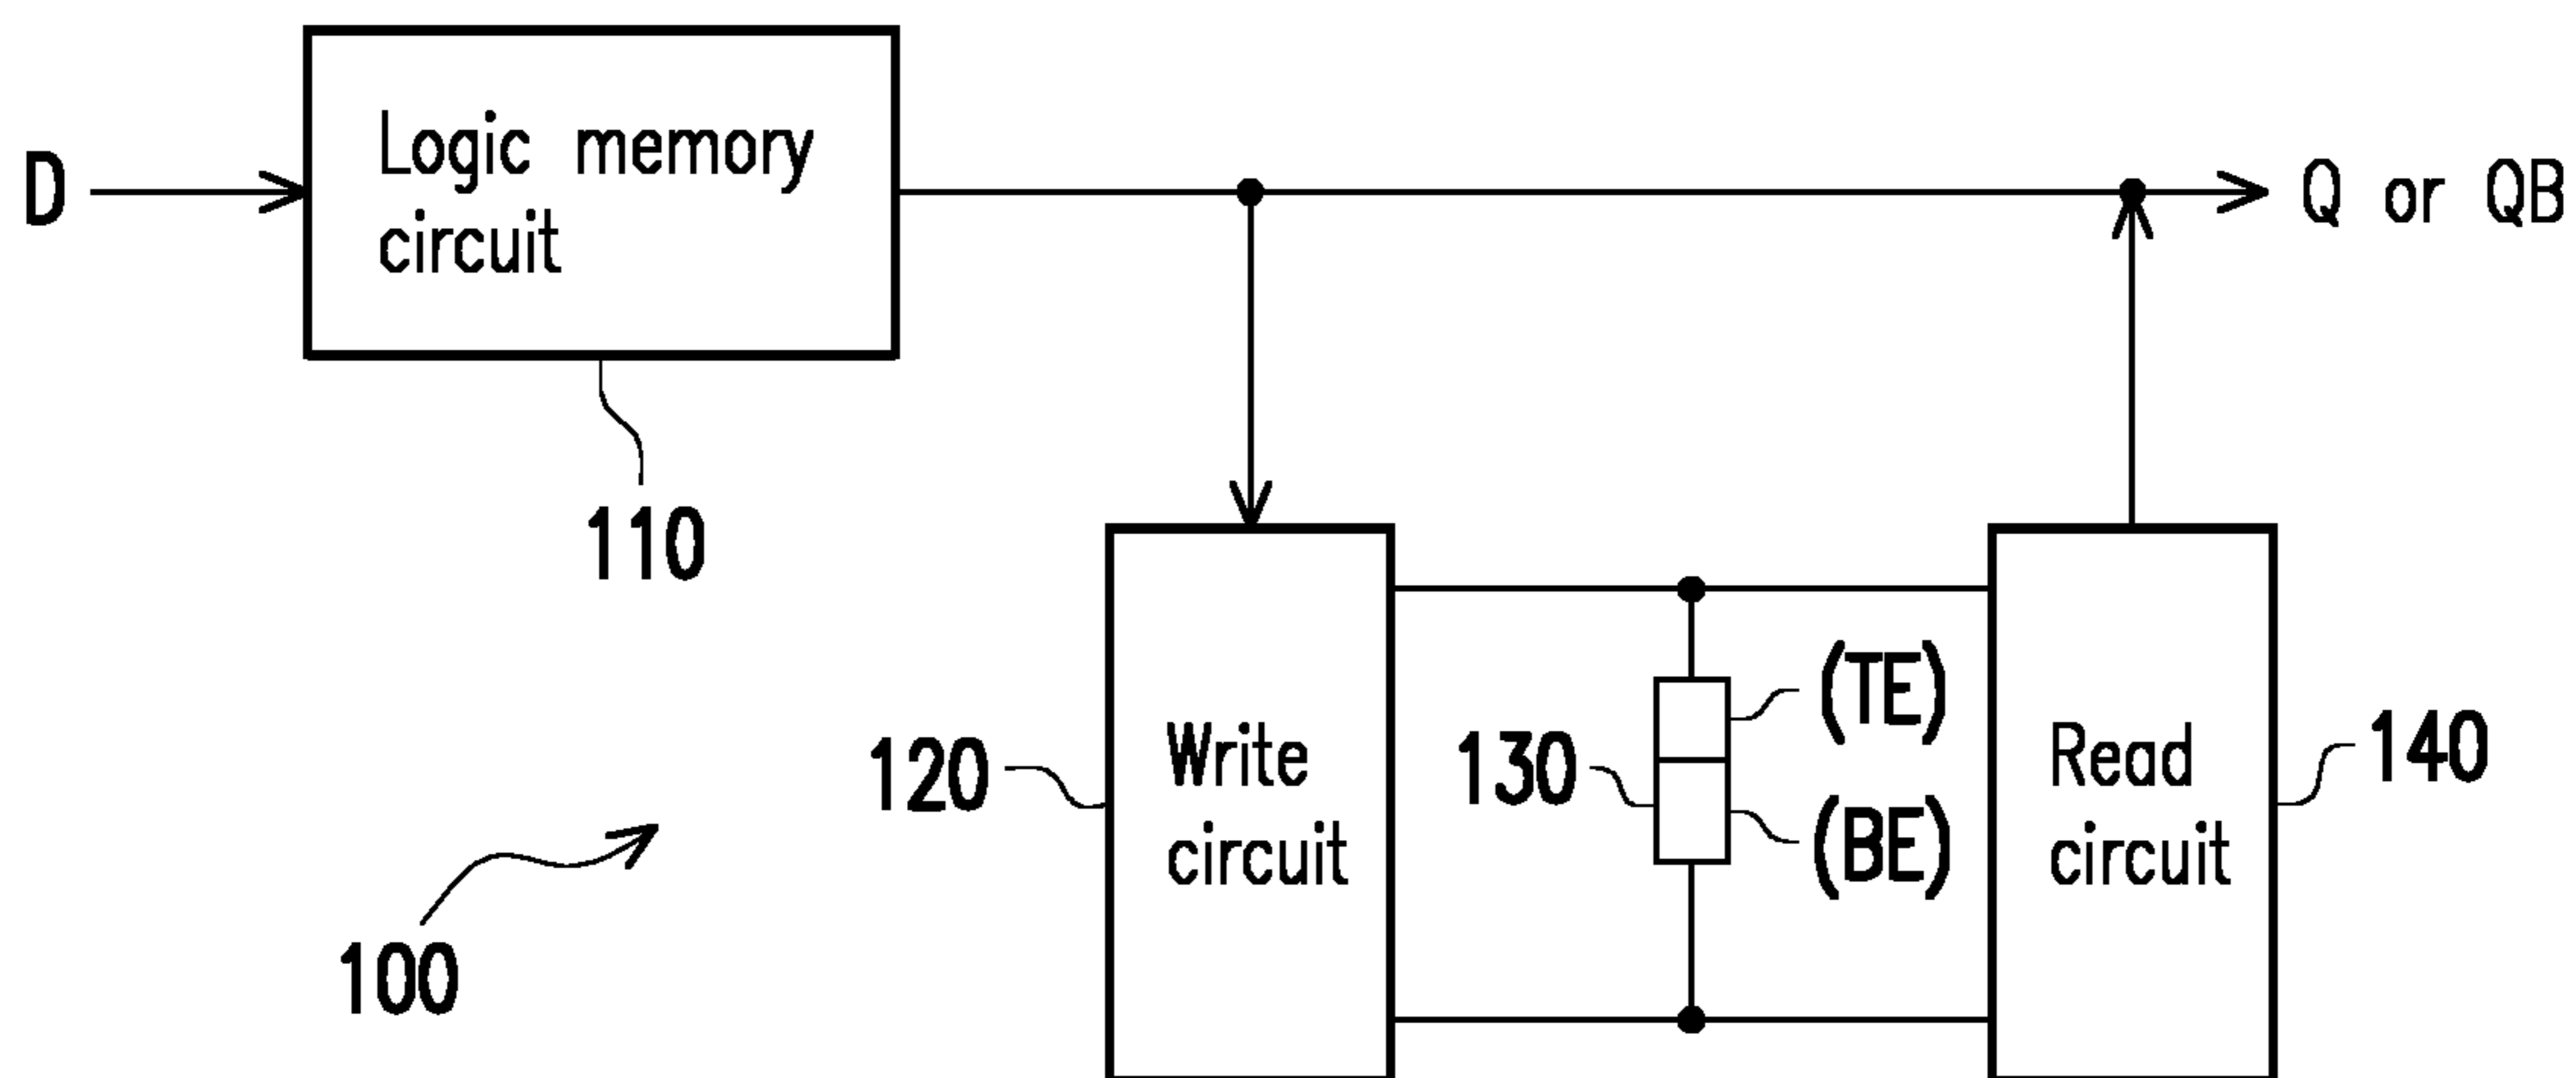 D
Logic memory
circuit
Q or QB
110
(TE)
120
Write
circuit
130
(BE)
Read
circuit
140
100